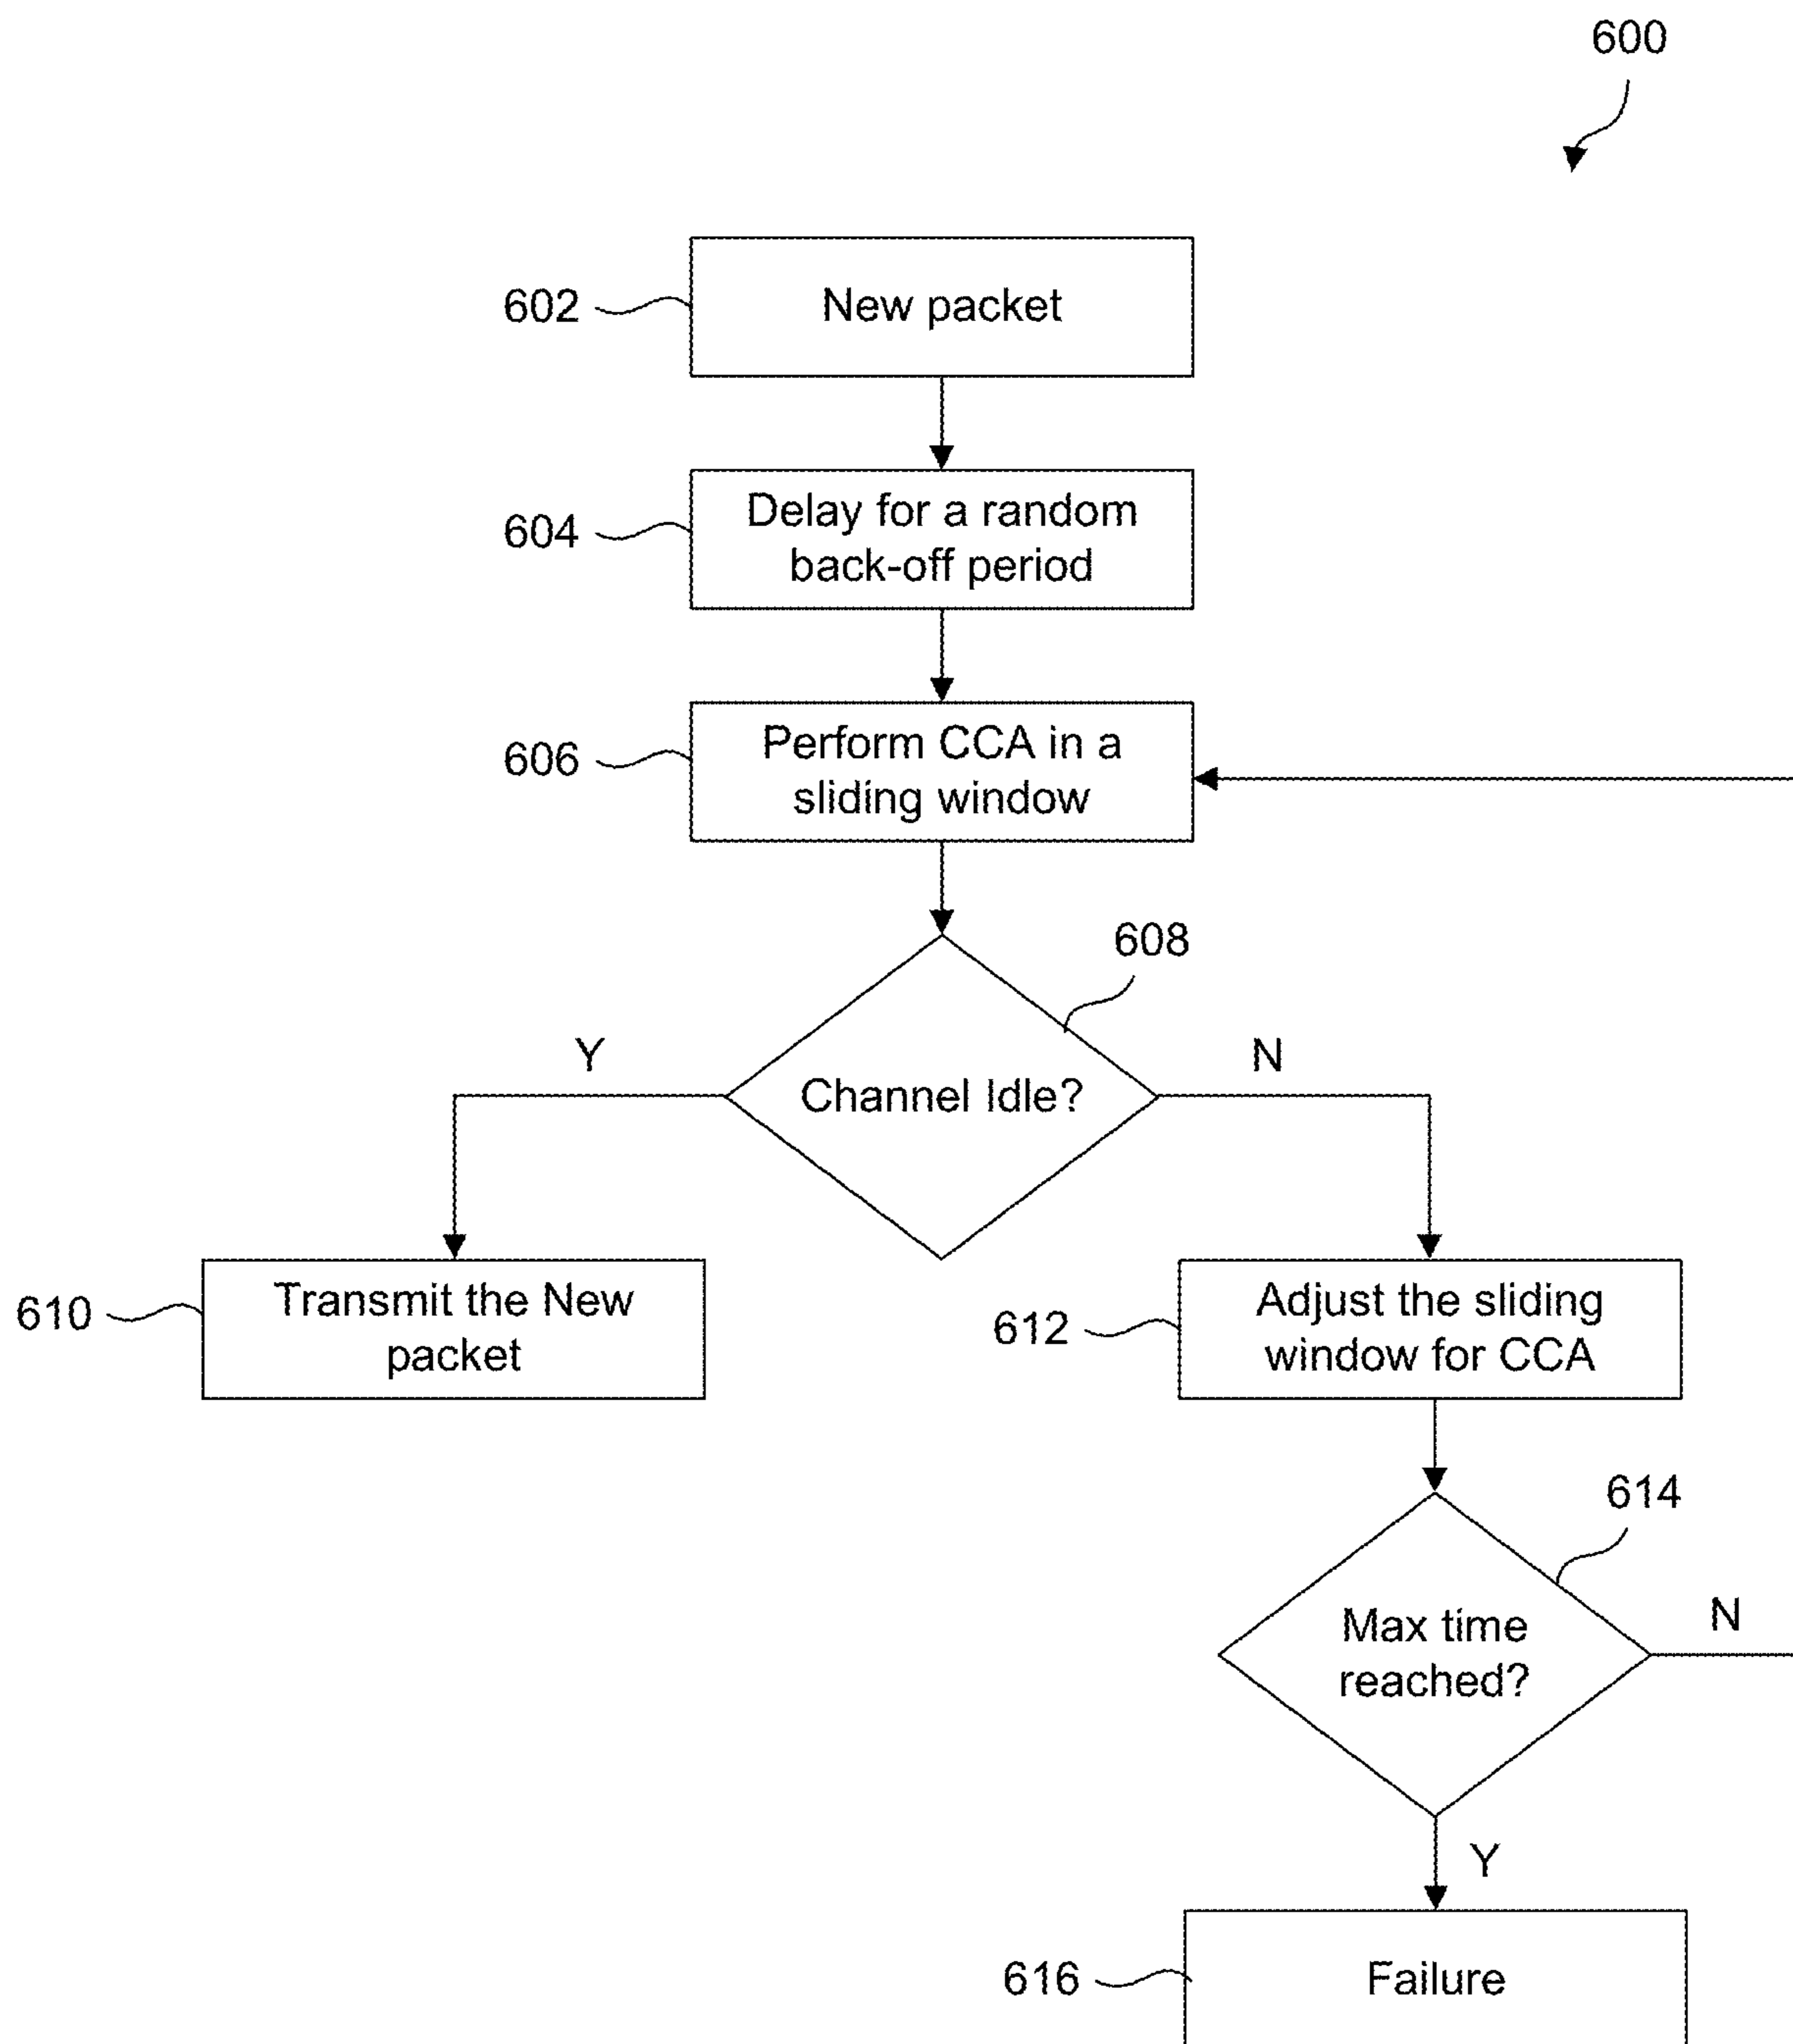 600
602
New packet
604
Delay for a random
back-off period
606
Perform CCA in a
sliding window
608
Y
N
Channel Idle?
610
Transmit the New
packet
612
Adjust the sliding
window for CCA
614
Max time
reached?
N
Y
616
Failure